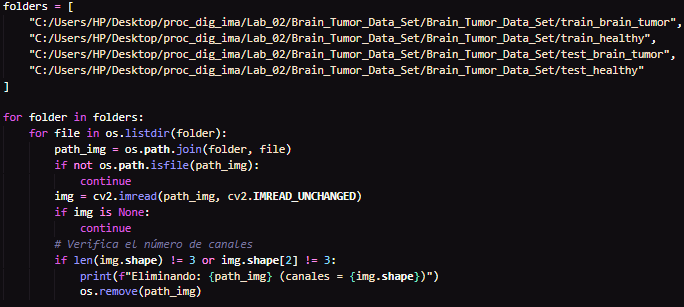 folders = [
    "C:/Users/HP/Desktop/proc_dig_ima/Lab_02/Brain_Tumor_Data_Set/Brain_Tumor_Data_Set/train_brain_tumor",
    "C:/Users/HP/Desktop/proc_dig_ima/Lab_02/Brain_Tumor_Data_Set/Brain_Tumor_Data_Set/train_healthy",
    "C:/Users/HP/Desktop/proc_dig_ima/Lab_02/Brain_Tumor_Data_Set/Brain_Tumor_Data_Set/test_brain_tumor",
    "C:/Users/HP/Desktop/proc_dig_ima/Lab_02/Brain_Tumor_Data_Set/Brain_Tumor_Data_Set/test_healthy"
]
for folder in folders:
    for file in os.listdir(folder):
        path_img = os.path.join(folder, file)
        if not os.path.isfile(path_img):
            continue
        img = cv2.imread(path_img, cv2.IMREAD_UNCHANGED)
        if img is None:
            continue
        # Verifica el número de canales
        if len(img.shape) != 3 or img.shape[2] != 3:
            print(f"Eliminando: {path_img} (canales = {img.shape})")
            os.remove(path_img)